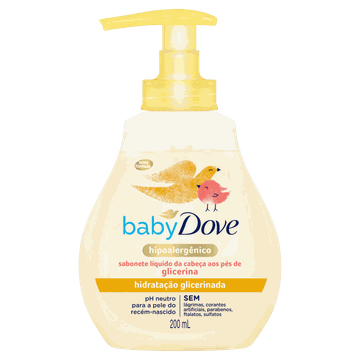 baby Dove
hipoalergênico
sabonete líquido da cabeça aos pés de
glicerina
hidratação glicerinada
pH neutro
para a pele do
recém-nascido
SEM
lágrimas, corantes
artificiais, parabenos,
ftalatos, sulfatos
200 mL